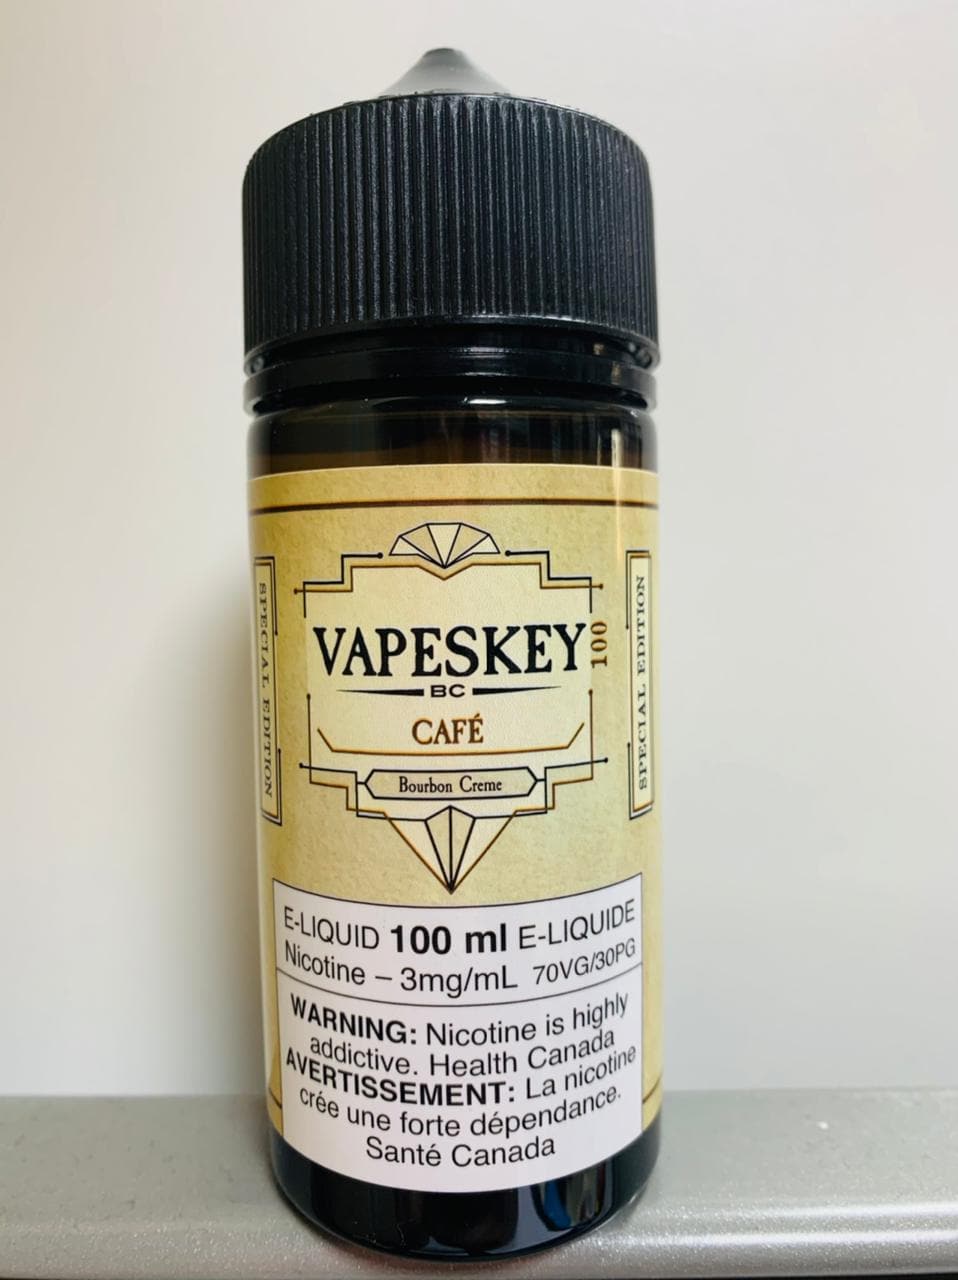 VAPESKEY
100
BC
CAFÉ
Bourbon Creme
SPECIAL EDITION
SPECIAL EDITION
E-LIQUID 100 ml E-LIQUIDE
Nicotine – 3mg/mL 70VG/30PG
WARNING: Nicotine is highly
addictive. Health Canada
AVERTISSEMENT: La nicotine
crée une forte dépendance.
Santé Canada